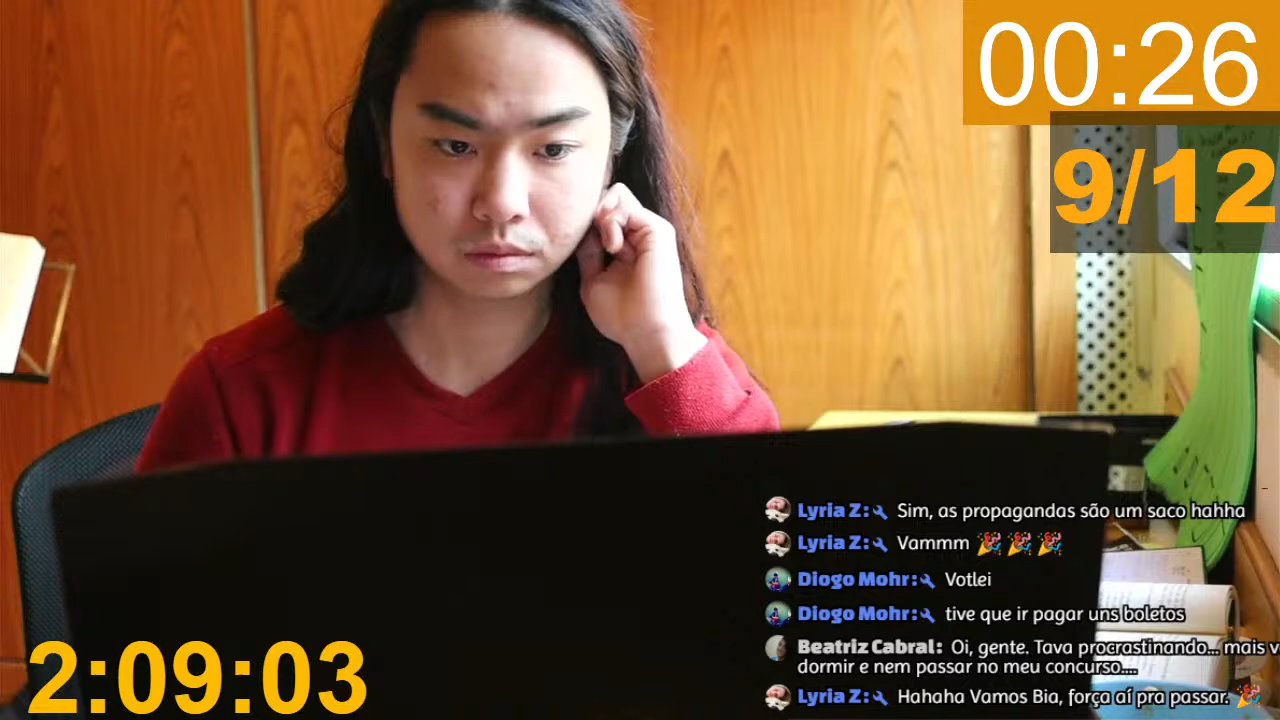 00:26
9/12
Lyria Z: Sim, as propagandas são um saco hahha
Lyria Z: Vammm 🎉 🎉 🎉
Diogo Mohr: Votlei
Diogo Mohr: tive que ir pagar uns boletos
Beatriz Cabral: Oi, gente. Tava procrastinando... mais v
dormir e nem passar no meu concurso....
Lyria Z: Hahaha Vamos Bia, força aí pra passar. 🎉
2:09:03